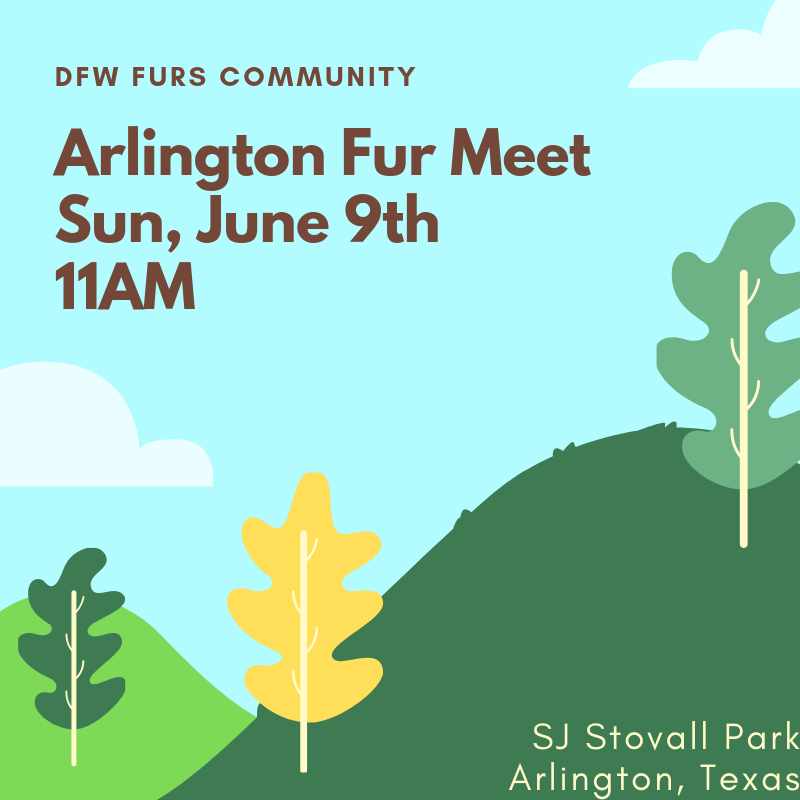 DFW FURS COMMUNITY
Arlington Fur Meet
Sun, June 9th
11AM
SJ Stovall Park
Arlington, Texas